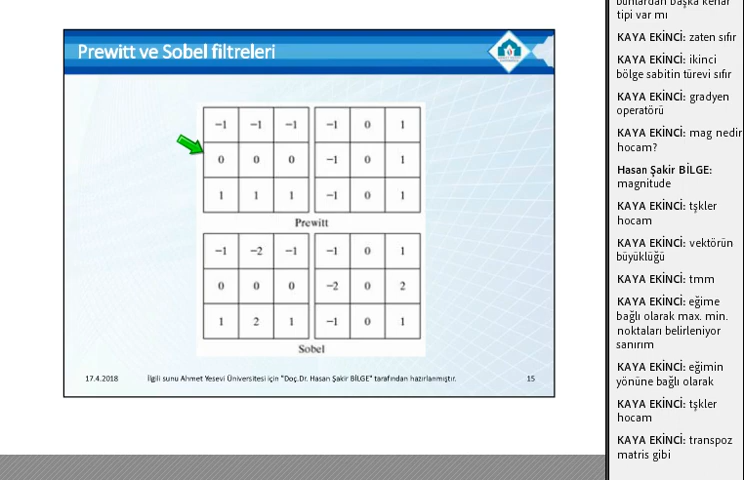 Prewitt ve Sobel filtreleri
−1 −1 −1 −1 0 1
0 0 0 −1 0 1
1 1 1 −1 0 1
Prewitt
−1 −2 −1 −1 0 1
0 0 0 −2 0 2
1 2 1 −1 0 1
Sobel
17.4.2018 İlgili sunu Ahmet Yesevi Üniversitesi için "Doç.Dr. Hasan Şakir BİLGE" tarafından hazırlanmıştır. 15
bunlardan başka kenar
tipi var mı
KAYA EKİNCİ: zaten sıfır
KAYA EKİNCİ: ikinci
bölge sabitin türevi sıfır
KAYA EKİNCİ: gradyen
operatörü
KAYA EKİNCİ: mag nedir
hocam?
Hasan Şakir BİLGE:
magnitude
KAYA EKİNCİ: tşkler
hocam
KAYA EKİNCİ: vektörün
büyüklüğü
KAYA EKİNCİ: tmm
KAYA EKİNCİ: eğime
bağlı olarak max. min.
noktaları belirleniyor
sanırım
KAYA EKİNCİ: eğimin
yönüne bağlı olarak
KAYA EKİNCİ: tşkler
hocam
KAYA EKİNCİ: transpoz
matris gibi